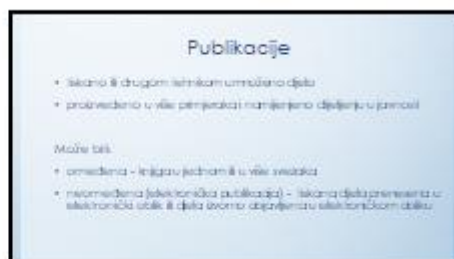 Publikacije
• tiskano ili drugom tehnikom umnoženo djelo
• proizvedeno u više primjeraka i namijenjeno dijeljenju u javnosti
Može biti:
• omeđena - knjiga u jednom ili u više svezaka
• neomeđena (elektronička publikacija) - tiskana djela prenesena u
elektronički oblik ili djela izvorno objavljena u elektroničkom obliku